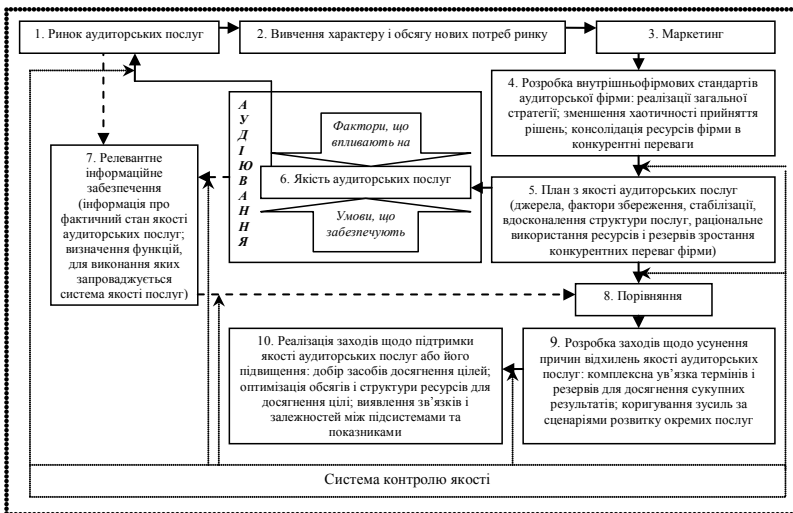 1. Ринок аудиторських послуг
2. Вивчення характеру і обсягу нових потреб ринку
3. Маркетинг
4. Розробка внутрішньофірмових стандартів
аудиторської фірми: реалізації загальної
стратегії; зменшення хаотичності прийняття
рішень; консолідація ресурсів фірми в
конкурентні переваги
А
У
Д
І
Ю
В
А
Н
Н
Я
Фактори, що
впливають на
6. Якість аудиторських послуг
Умови, що
забезпечують
7. Релевантне
інформаційне
забезпечення
(інформація про
фактичний стан якості
аудиторських послуг;
визначення функцій,
для виконання яких
запроваджується
система якості послуг)
5. План з якості аудиторських послуг
(джерела, фактори збереження, стабілізації,
вдосконалення структури послуг, раціональне
використання ресурсів і резервів зростання
конкурентних переваг фірми)
8. Порівняння
10. Реалізація заходів щодо підтримки
якості аудиторських послуг або його
підвищення: добір засобів досягнення цілей;
оптимізація обсягів і структури ресурсів для
досягнення цілі; виявлення зв’язків і
залежностей між підсистемами та
показниками
9. Розробка заходів щодо усунення
причин відхилень якості аудиторських
послуг: комплексна ув’язка термінів і
резервів для досягнення сукупних
результатів; коригування зусиль за
сценаріями розвитку окремих послуг
Система контролю якості